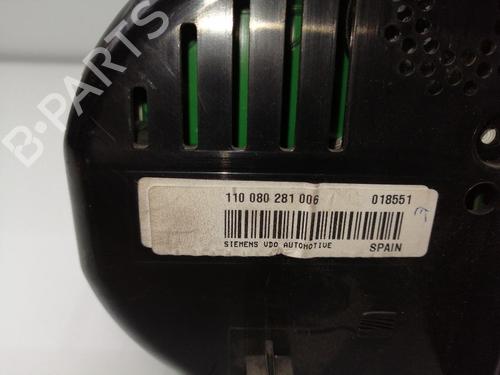 B-PARTS
110 080 281 006 018551
SIEMENS VDO AUTOMOTIVE SPAIN